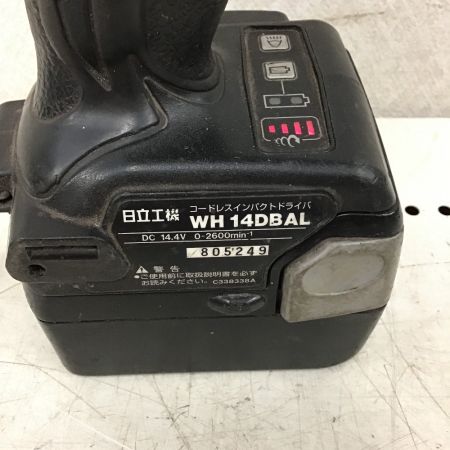 日立工機
コードレスインパクトドライバ
WH 14DBAL
DC 14.4V 0-2600min⁻¹
805249
⚠ 警告
●ご使用前に取扱説明書を必ず
お読みください。 C338338A